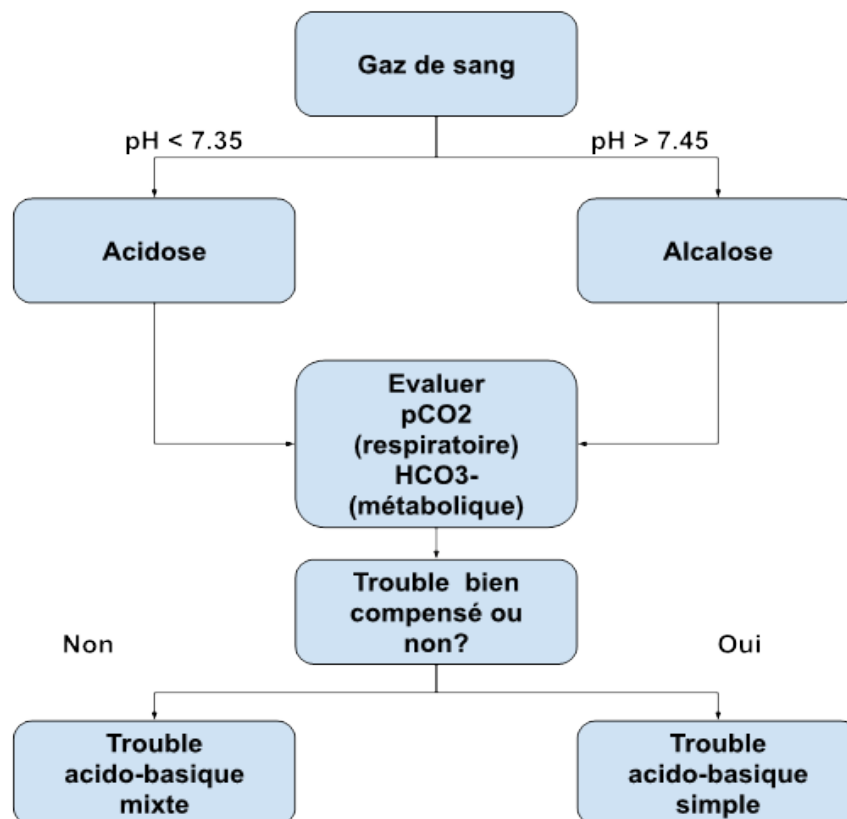 Gaz de sang
pH < 7.35
pH > 7.45
Acidose
Alcalose
Evaluer
pCO2
(respiratoire)
HCO3-
(métabolique)
Trouble bien
compensé ou
non?
Non
Oui
Trouble
acido-basique
mixte
Trouble
acido-basique
simple